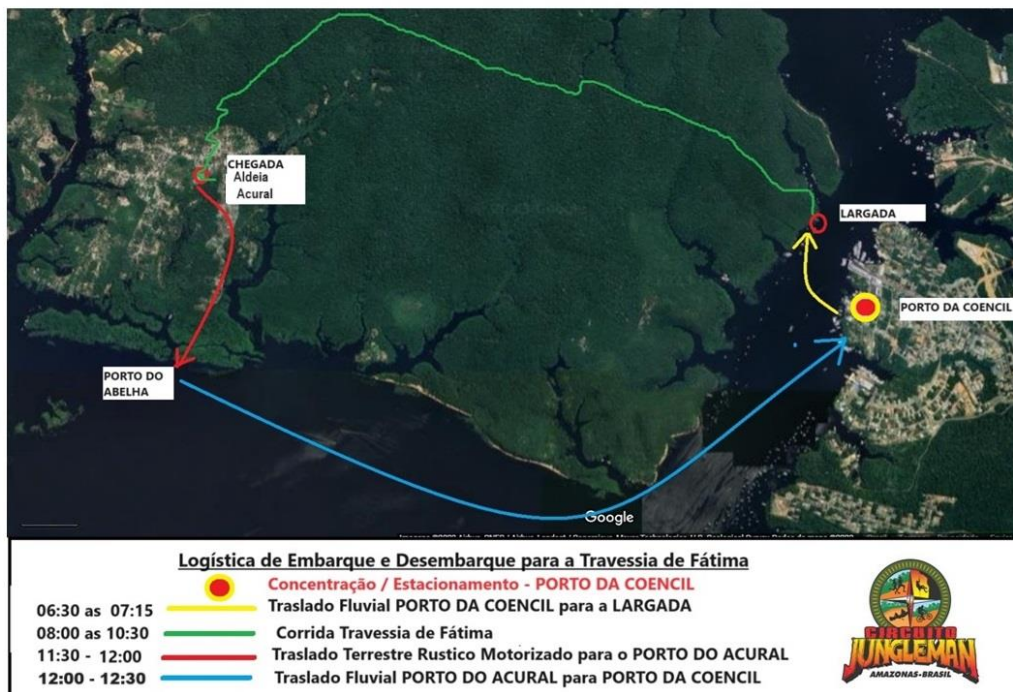 CHEGADA
Aldeia
Acural
LARGADA
PORTO DA COENCIL
PORTO DO
ABELHA
Google
Logística de Embarque e Desembarque para a Travessia de Fátima
Concentração / Estacionamento - PORTO DA COENCIL
06:30 as 07:15 Traslado Fluvial PORTO DA COENCIL para a LARGADA
08:00 as 10:30 Corrida Travessia de Fátima
11:30 - 12:00 Traslado Terrestre Rustico Motorizado para o PORTO DO ACURAL
12:00 - 12:30 Traslado Fluvial PORTO DO ACURAL para PORTO DA COENCIL
CIRCUITO
JUNGLEMAN
AMAZONAS-BRASIL